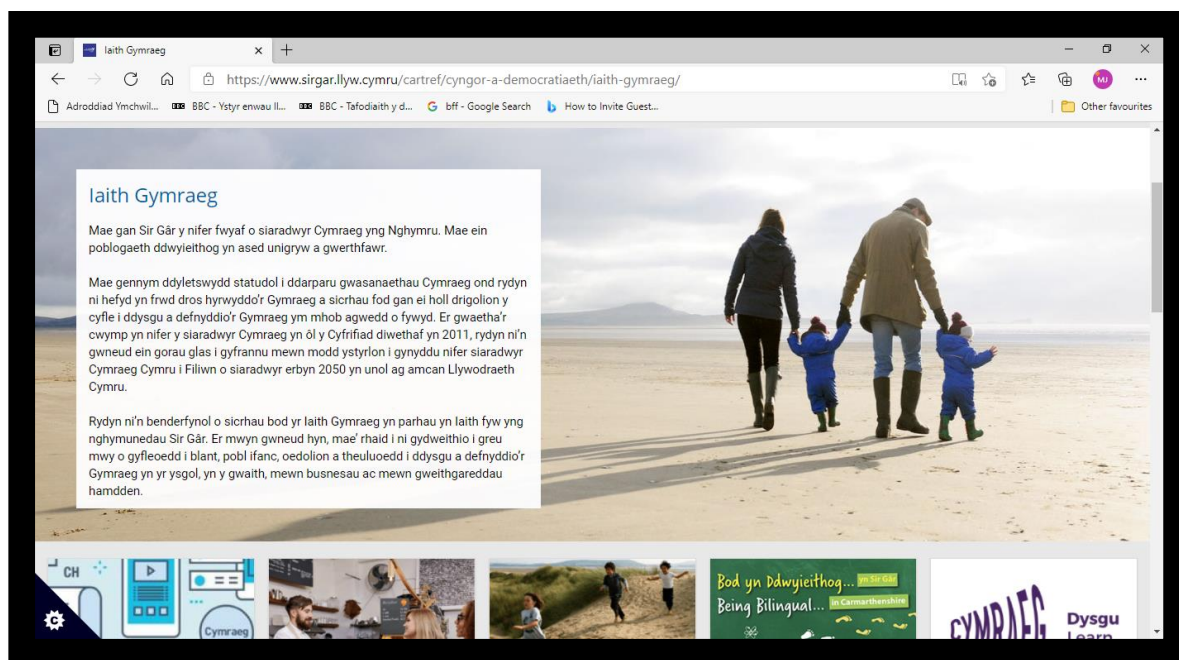 Iaith Gymraeg
https://www.sirgar.llyw.cymru/cartref/cyngor-a-democratiaeth/iaith-gymraeg/
MJ
Adroddiad Ymchwil...
BBC - Ystyr enwau ll...
BBC - Tafodiaith y d...
bff - Google Search
How to Invite Guest...
Other favourites
Iaith Gymraeg
Mae gan Sir Gâr y nifer fwyaf o siaradwyr Cymraeg yng Nghymru. Mae ein
poblogaeth ddwyieithog yn ased unigryw a gwerthfawr.
Mae gennym ddyletswydd statudol i ddarparu gwasanaethau Cymraeg ond rydyn
ni hefyd yn frwd dros hyrwyddo'r Gymraeg a sicrhau fod gan ei holl drigolion y
cyfle i ddysgu a defnyddio'r Gymraeg ym mhob agwedd o fywyd. Er gwaetha'r
cwymp yn nifer y siaradwyr Cymraeg yn ôl y Cyfrifiad diwethaf yn 2011, rydyn ni'n
gwneud ein gorau glas i gyfrannu mewn modd ystyrlon i gynyddu nifer siaradwyr
Cymraeg Cymru i Filiwn o siaradwyr erbyn 2050 yn unol ag amcan Llywodraeth
Cymru.
Rydyn ni'n benderfynol o sicrhau bod yr Iaith Gymraeg yn parhau yn Iaith fyw yng
nghymunedau Sir Gâr. Er mwyn gwneud hyn, mae' rhaid i ni gydweithio i greu
mwy o gyfleoedd i blant, pobl ifanc, oedolion a theuluoedd i ddysgu a defnyddio'r
Gymraeg yn yr ysgol, yn y gwaith, mewn busnesau ac mewn gweithgareddau
hamdden.
CH
Cymraeg
Bod yn Ddwyieithog... yn Sir Gâr
Being Bilingual... in Carmarthenshire
CYMRAEG
Dysgu
Learn